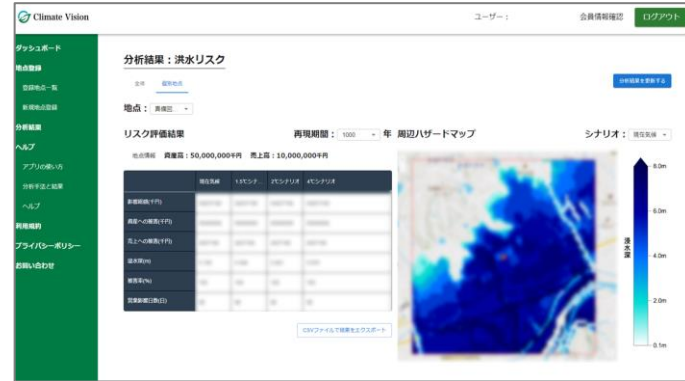 Climate Vision
ユーザー： 会員情報確認 ログアウト
ダッシュボード
地点登録
登録地点一覧
新規地点登録
分析結果
ヘルプ
アプリの使い方
分析手法と結果
ヘルプ
利用規約
プライバシーポリシー
お問い合わせ
分析結果：洪水リスク
全体 個別地点
分析結果を更新する
地点：
リスク評価結果 再現期間： 1000 年
地点情報 資産高：50,000,000千円 売上高：10,000,000千円
現在気候 1.5℃シナ... 2℃シナリオ 4℃シナリオ
影響総額(千円)
資産への被害(千円)
売上への被害(千円)
浸水深(m)
被害率(%)
営業影響日数(日)
CSVファイルで結果をエクスポート
周辺ハザードマップ シナリオ： 現在気候
8.0m
6.0m
4.0m
2.0m
0.1m
浸水深